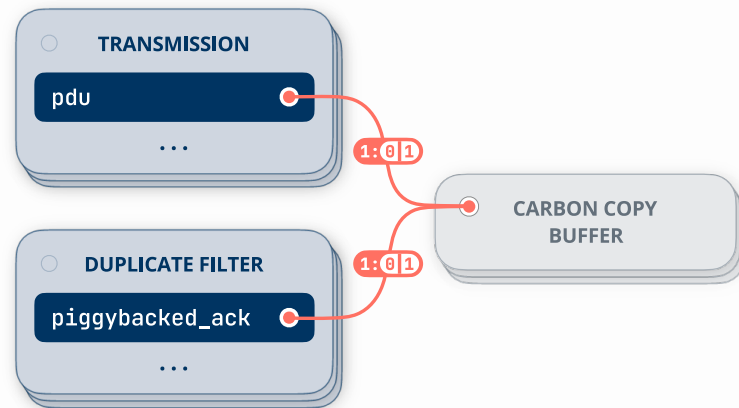 TRANSMISSION
pdu
...
1:0|1
CARBON COPY
BUFFER
1:0|1
DUPLICATE FILTER
piggybacked_ack
...